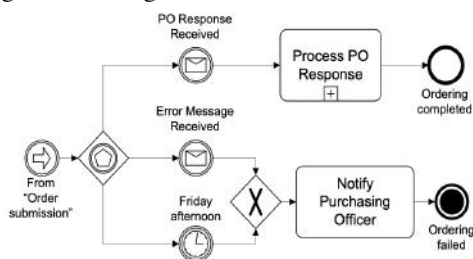 PO Response
Received
Process PO
Response
Ordering
completed
Error Message
Received
From
"Order
submission"
Friday
afternoon
X
Notify
Purchasing
Officer
Ordering
failed